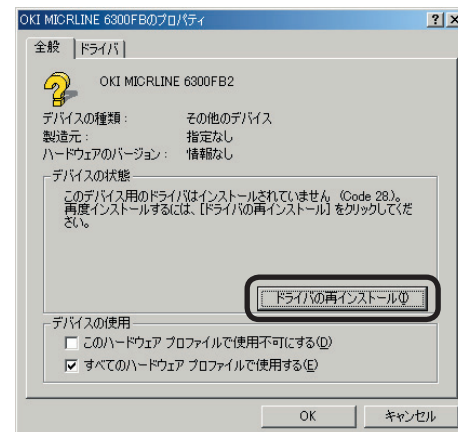 OKI MICRLINE 6300FBのプロパティ
全般
ドライバ
OKI MICRLINE 6300FB2
デバイスの種類： その他のデバイス
製造元： 指定なし
ハードウェアのバージョン： 情報なし
デバイスの状態
このデバイス用のドライバはインストールされていません (Code 28.)。
再度インストールするには、[ドライバの再インストール] をクリックしてくだ
さい。
ドライバの再インストール(I)
デバイスの使用
このハードウェア プロファイルで使用不可にする(D)
すべてのハードウェア プロファイルで使用する(E)
OK
キャンセル